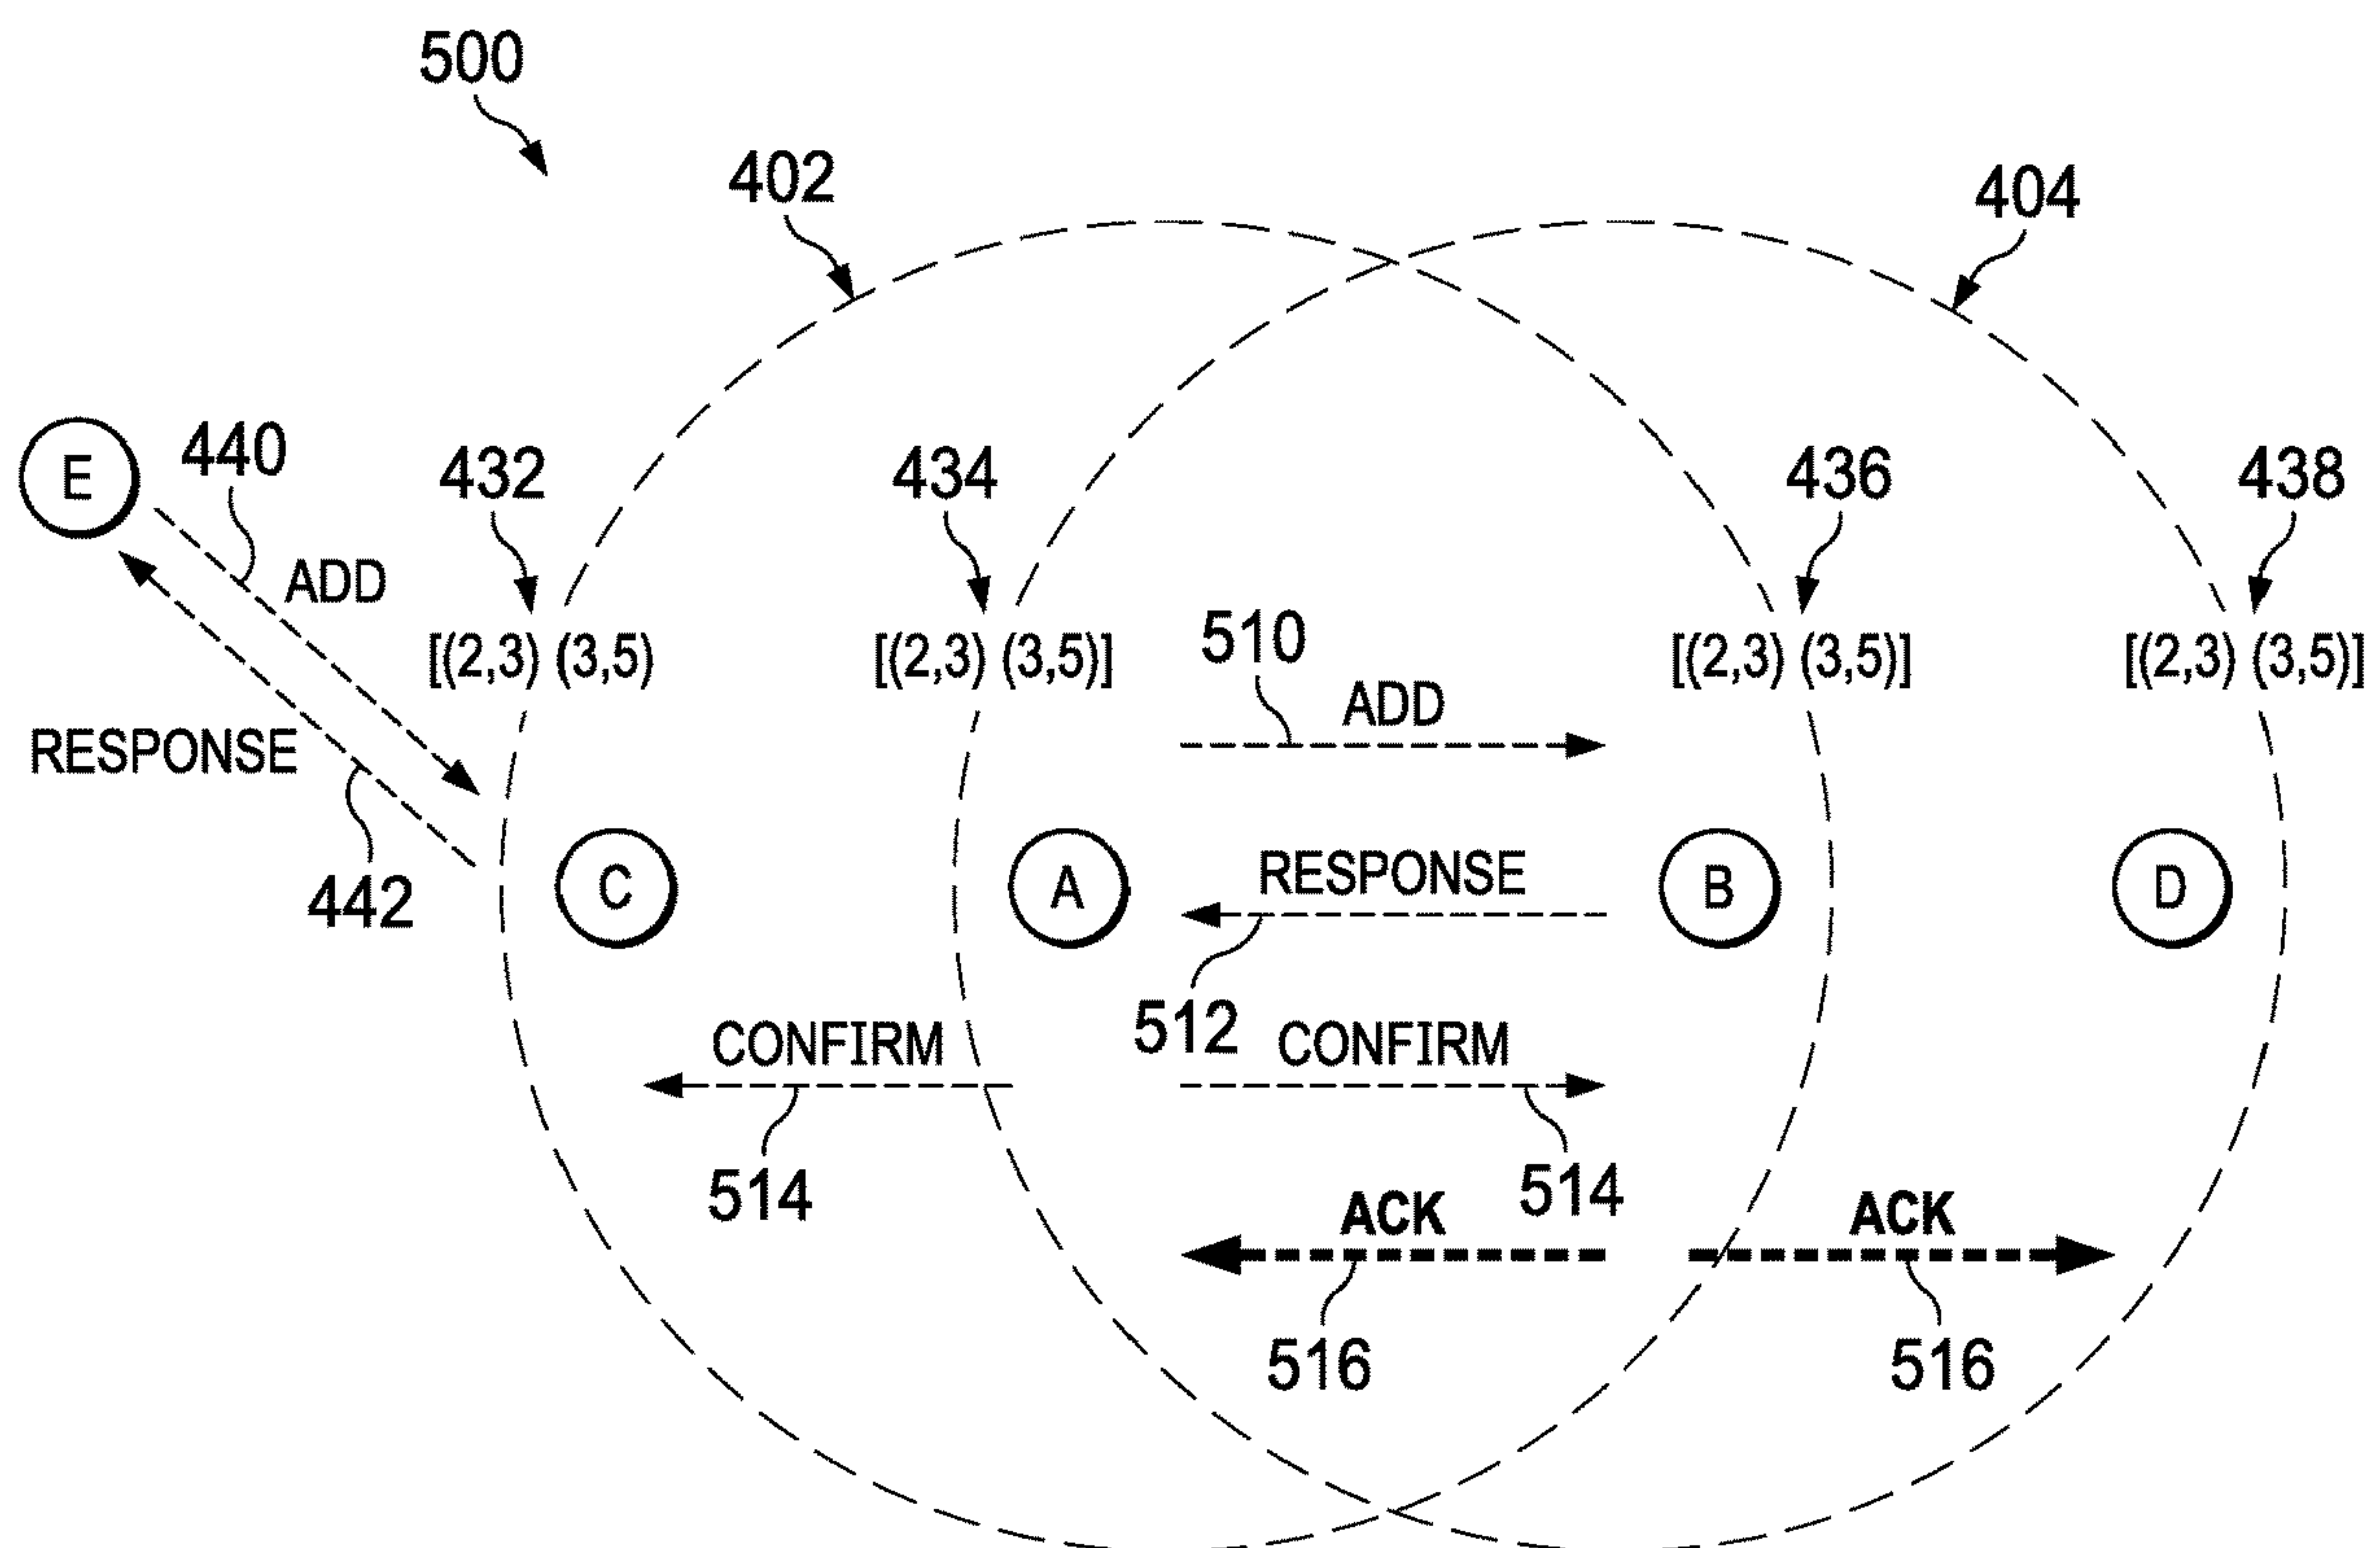 500
402
404
E
440
432
434
436
438
ADD
[(2,3) (3,5)
[(2,3) (3,5)]
[(2,3) (3,5)]
[(2,3) (3,5)]
510
ADD
RESPONSE
442
C
A
RESPONSE
B
D
512
CONFIRM
CONFIRM
514
514
ACK
ACK
516
516